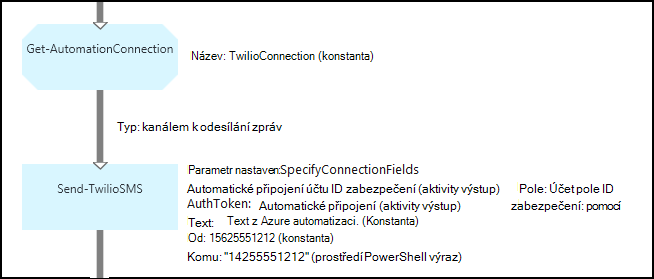 Get-AutomationConnection
Název: TwilioConnection (konstanta)
Typ: kanálem k odesílání zpráv
Send-TwilioSMS
Parametr nastaven:SpecifyConnectionFields
Automatické připojení účtu ID zabezpečení (aktivity výstup) Pole: Účet pole ID
AuthToken: Automatické připojení (aktivity výstup) zabezpečení: pomocí
Text: Text z Azure automatizaci. (Konstanta)
Od: 15625551212 (konstanta)
Komu: "14255551212" (prostředí PowerShell výraz)